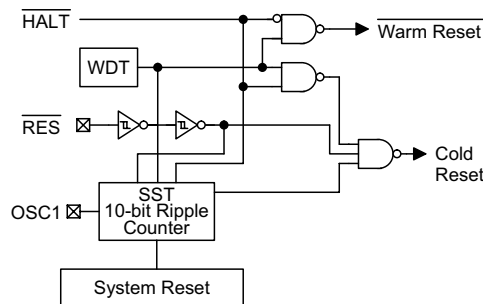 HALT
Warm Reset
WDT
RES
Cold
Reset
SST
10-bit Ripple
Counter
OSC1
System Reset